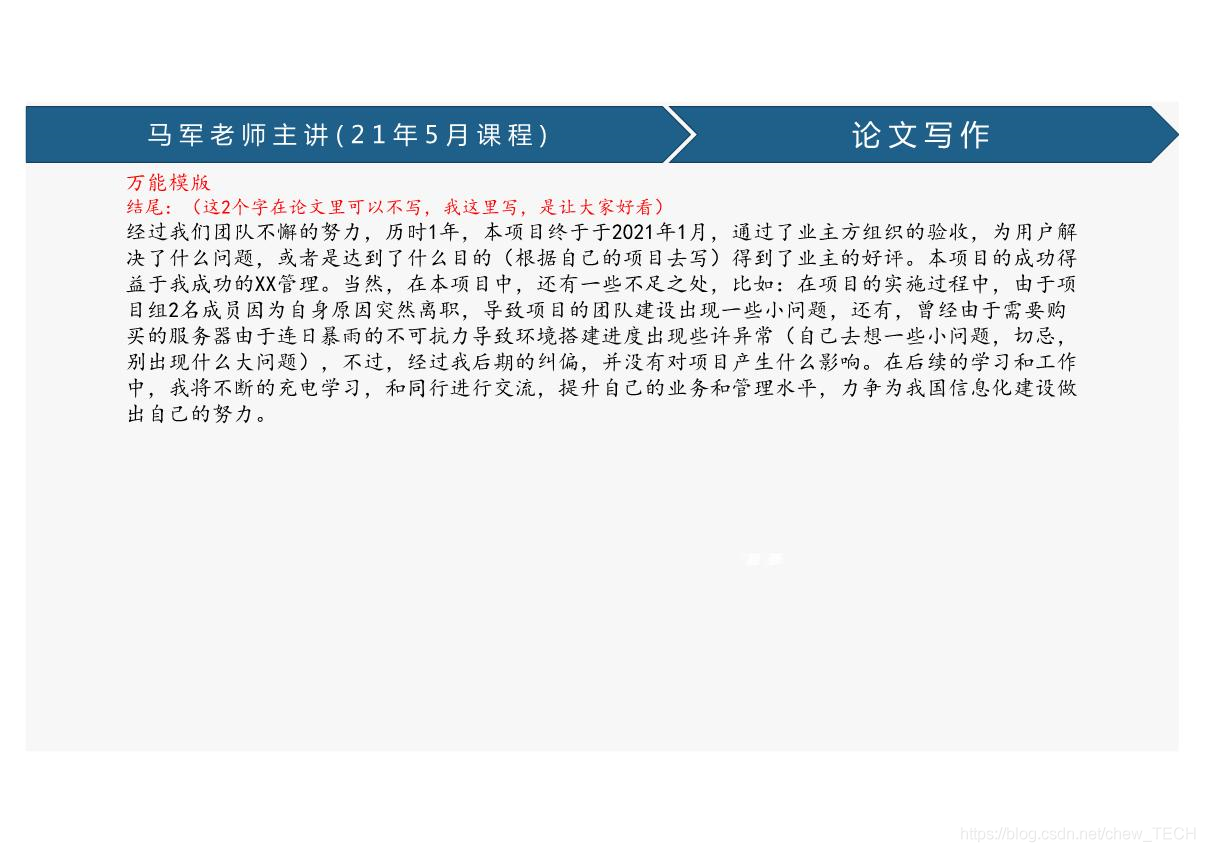 马军老师主讲(21年5月课程)
论文写作
万能模版
结尾：（这2个字在论文里可以不写，我这里写，是让大家好看）
经过我们团队不懈的努力，历时1年，本项目终于于2021年1月，通过了业主方组织的验收，为用户解
决了什么问题，或者是达到了什么目的（根据自己的项目去写）得到了业主的好评。本项目的成功得
益于我成功的XX管理。当然，在本项目中，还有一些不足之处，比如：在项目的实施过程中，由于项
目组2名成员因为自身原因突然离职，导致项目的团队建设出现一些小问题，还有，曾经由于需要购
买的服务器由于连日暴雨的不可抗力导致环境搭建进度出现些许异常（自己去想一些小问题，切忌，
别出现什么大问题），不过，经过我后期的纠偏，并没有对项目产生什么影响。在后续的学习和工作
中，我将不断的充电学习，和同行进行交流，提升自己的业务和管理水平，力争为我国信息化建设做
出自己的努力。
https://blog.csdn.net/chew_TECH